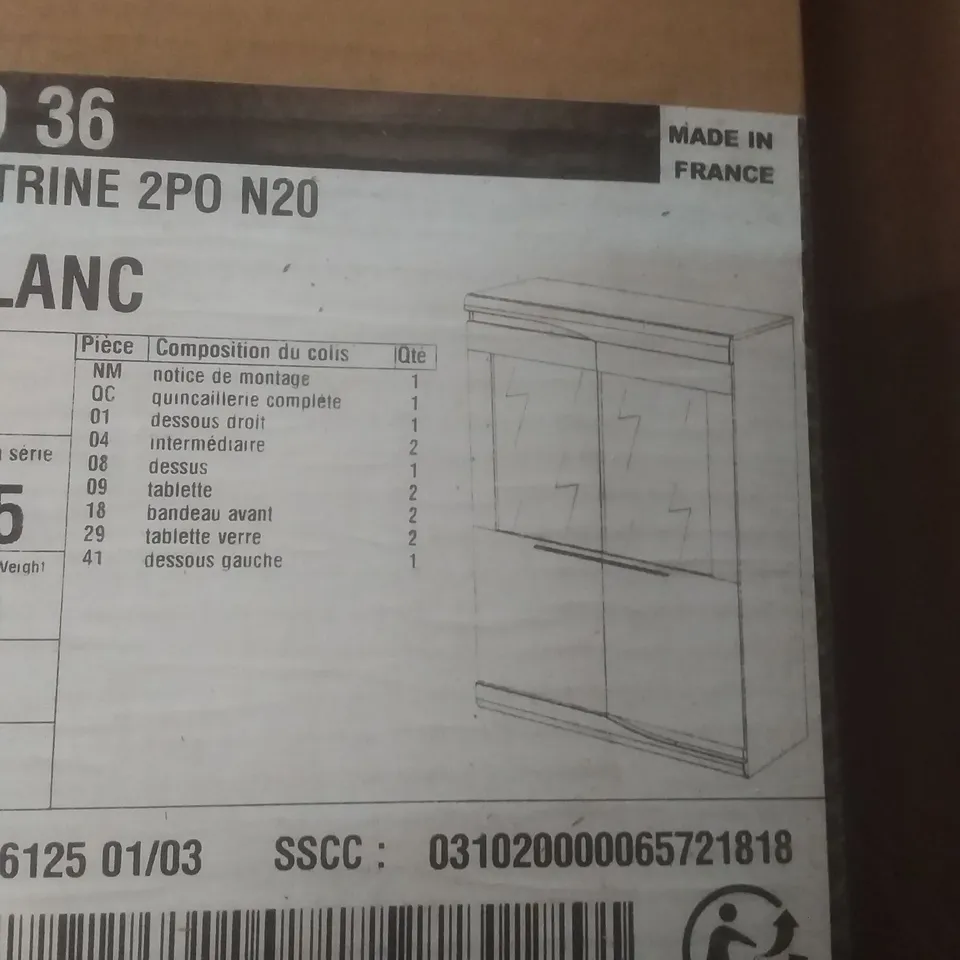 36
MADE IN
FRANCE
TRINE 2PO N20
LANC
Pièce Composition du colis Qté
NM notice de montage 1
QC quincaillerie complète 1
01 dessous droit 1
04 intermédiaire 2
08 dessus 1
09 tablette 2
18 bandeau avant 2
29 tablette verre 2
41 dessous gauche 1
série
5
Weight
6125 01/03 SSCC : 031020000065721818